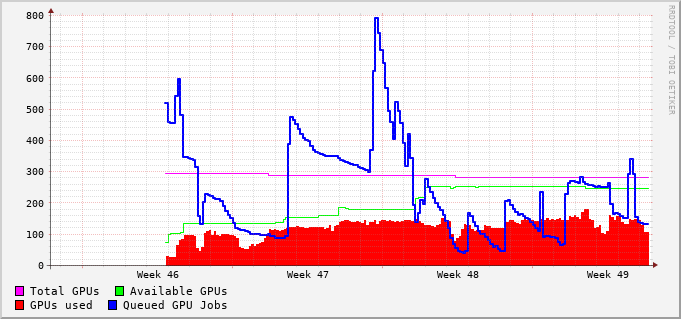 800
700
600
500
400
300
200
100
0
Week 46 Week 47 Week 48 Week 49
Total GPUs Available GPUs
GPUs used Queued GPU Jobs
RRDTOOL / TOBI OETIKER